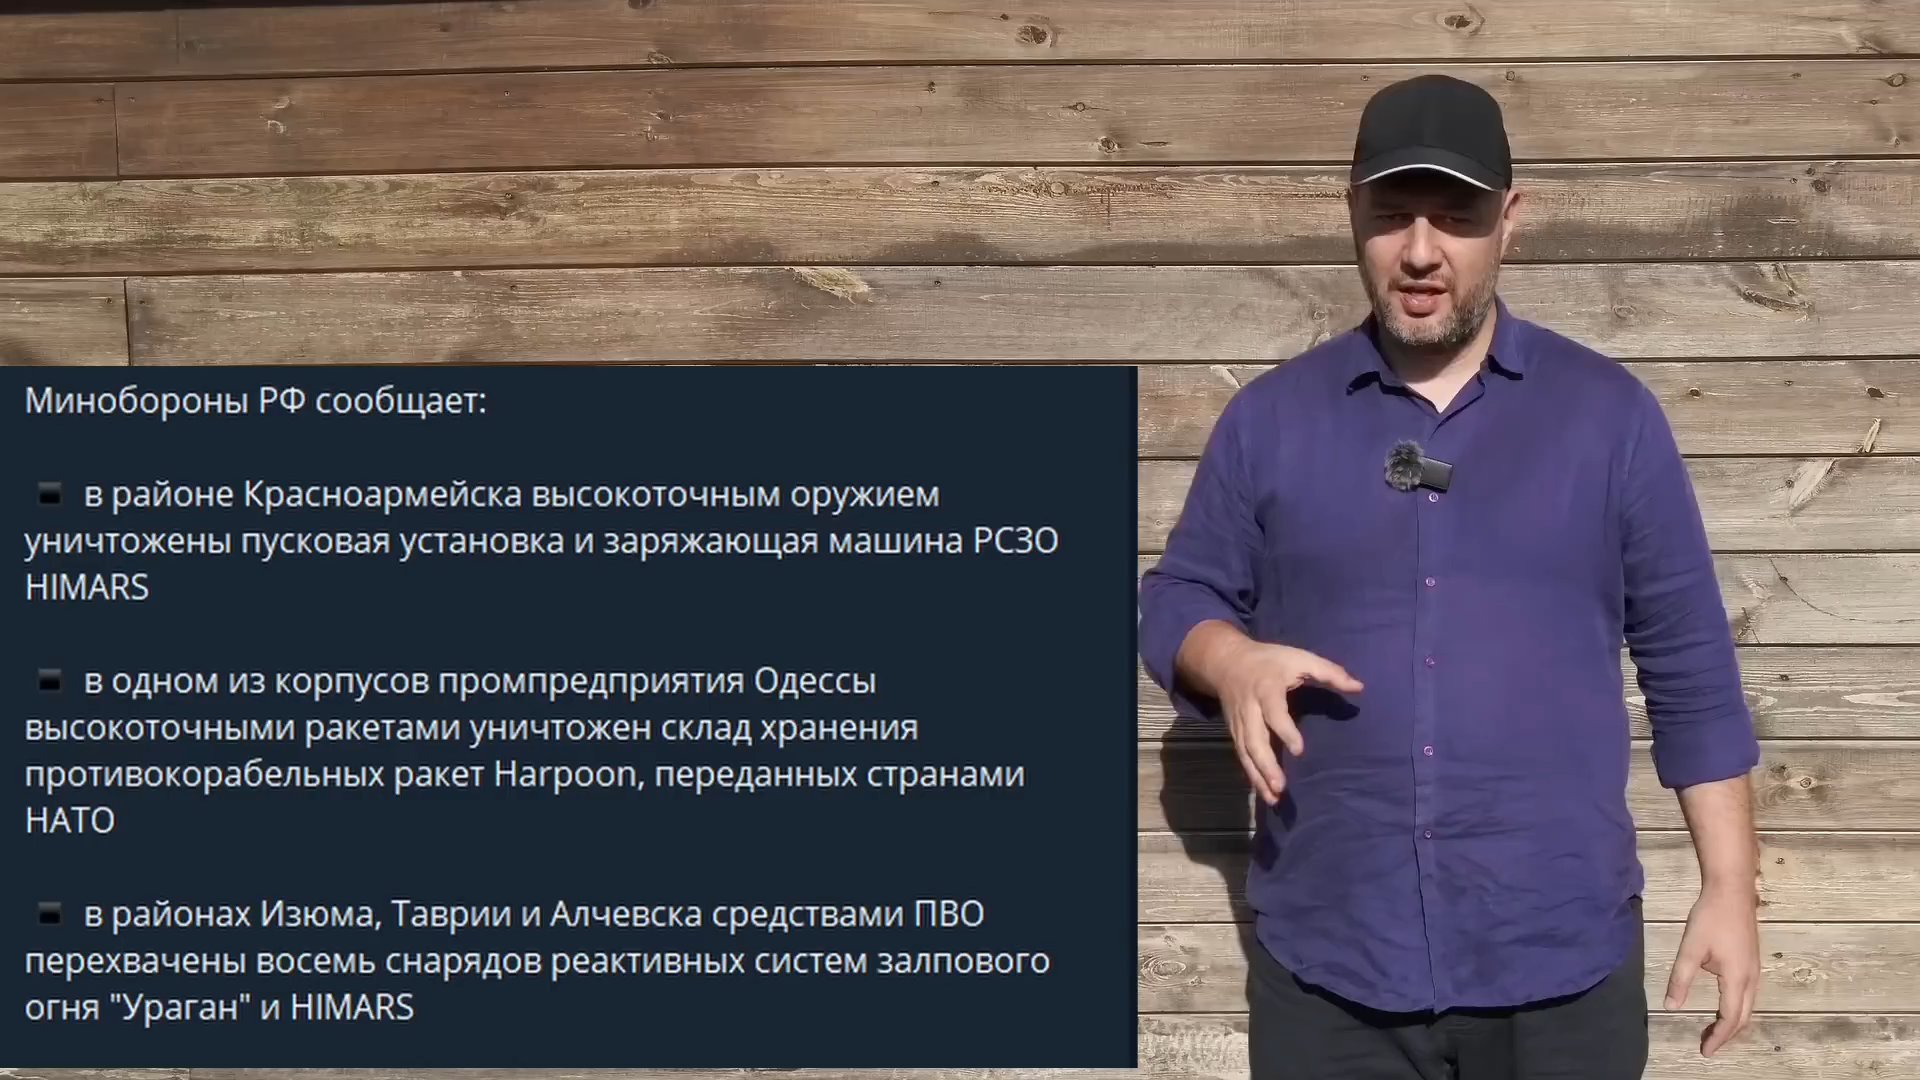 Минобороны РФ сообщает:
▪ в районе Красноармейска высокоточным оружием
уничтожены пусковая установка и заряжающая машина РСЗО
HIMARS
▪ в одном из корпусов промпредприятия Одессы
высокоточными ракетами уничтожен склад хранения
противокорабельных ракет Harpoon, переданных странами
НАТО
▪ в районах Изюма, Таврии и Алчевска средствами ПВО
перехвачены восемь снарядов реактивных систем залпового
огня "Ураган" и HIMARS